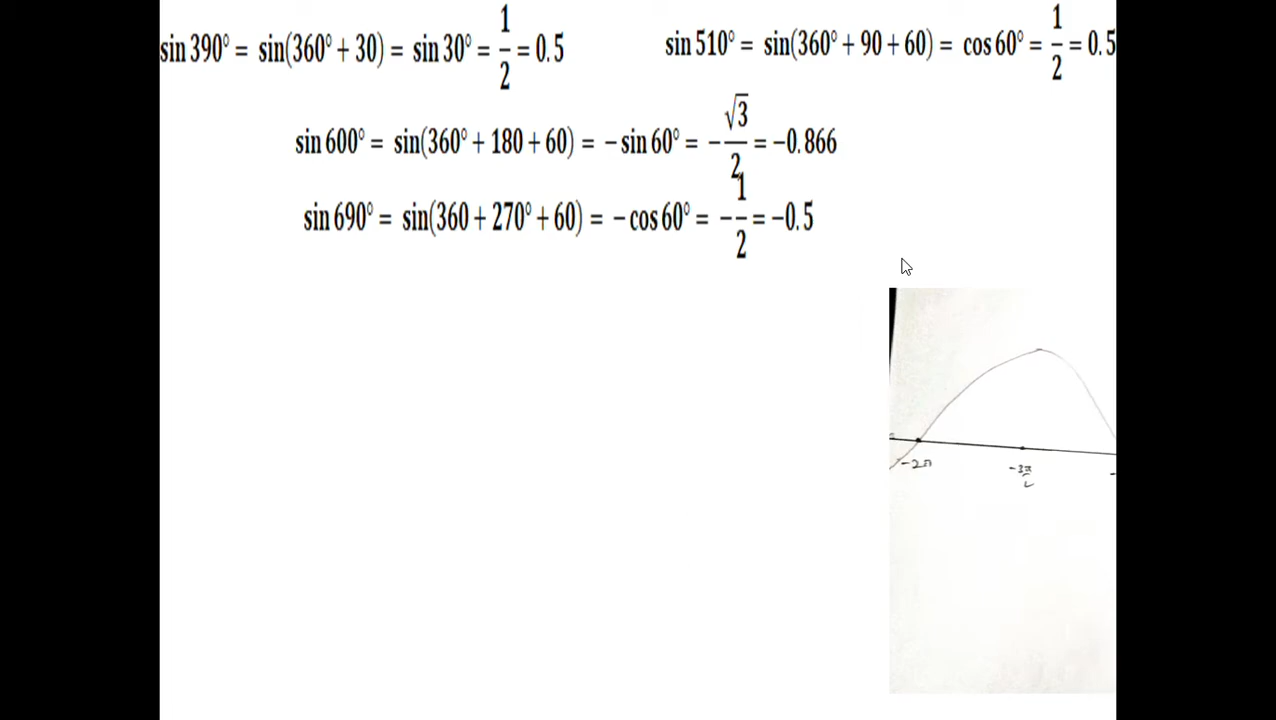 sin 390° = sin(360° + 30) = sin 30° = 1/2 = 0.5
sin 510° = sin(360° + 90 + 60) = cos 60° = 1/2 = 0.5
sin 600° = sin(360° + 180 + 60) = − sin 60° = −√3/2 = −0.866
sin 690° = sin(360 + 270° + 60) = − cos 60° = −1/2 = −0.5
−2π
−3π/2